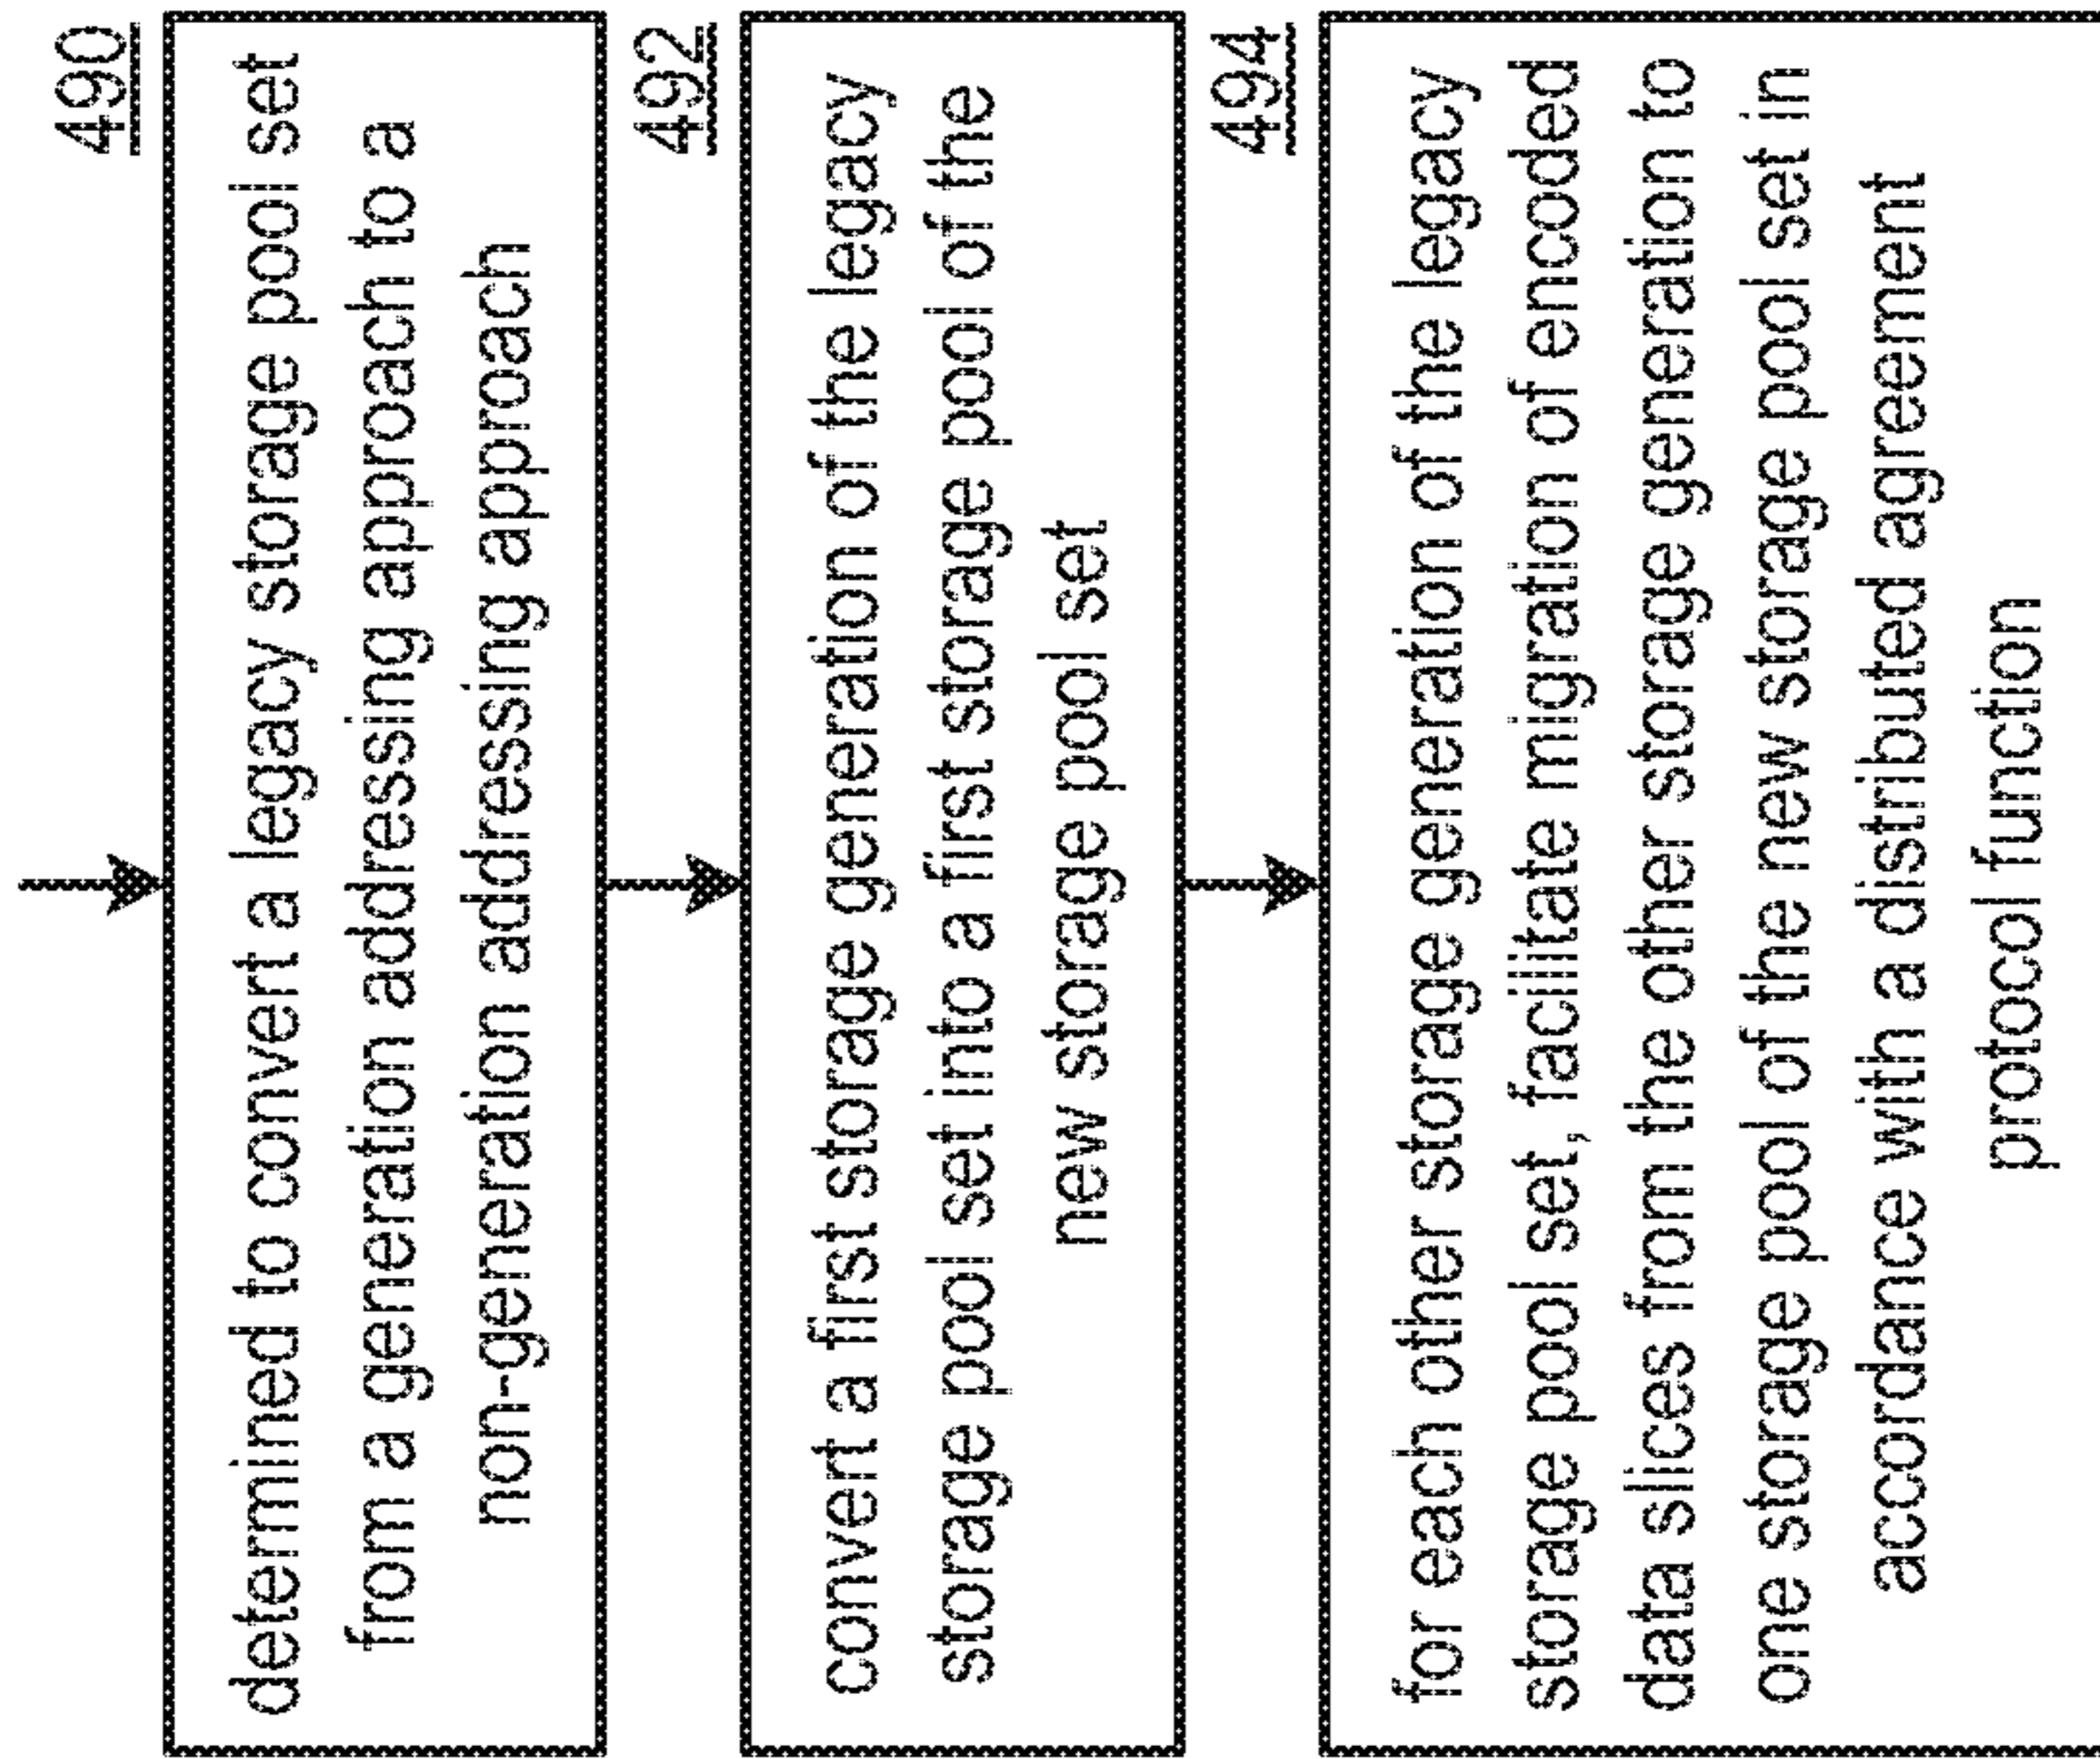 490
determined to convert a legacy storage pool set
from a generation addressing approach to a
non-generation addressing approach
492
convert a first storage generation of the legacy
storage pool set into a first storage pool of the
new storage pool set
494
for each other storage generation of the legacy
storage pool set, facilitate migration of encoded
data slices from the other storage generation to
one storage pool of the new storage pool set in
accordance with a distributed agreement
protocol function